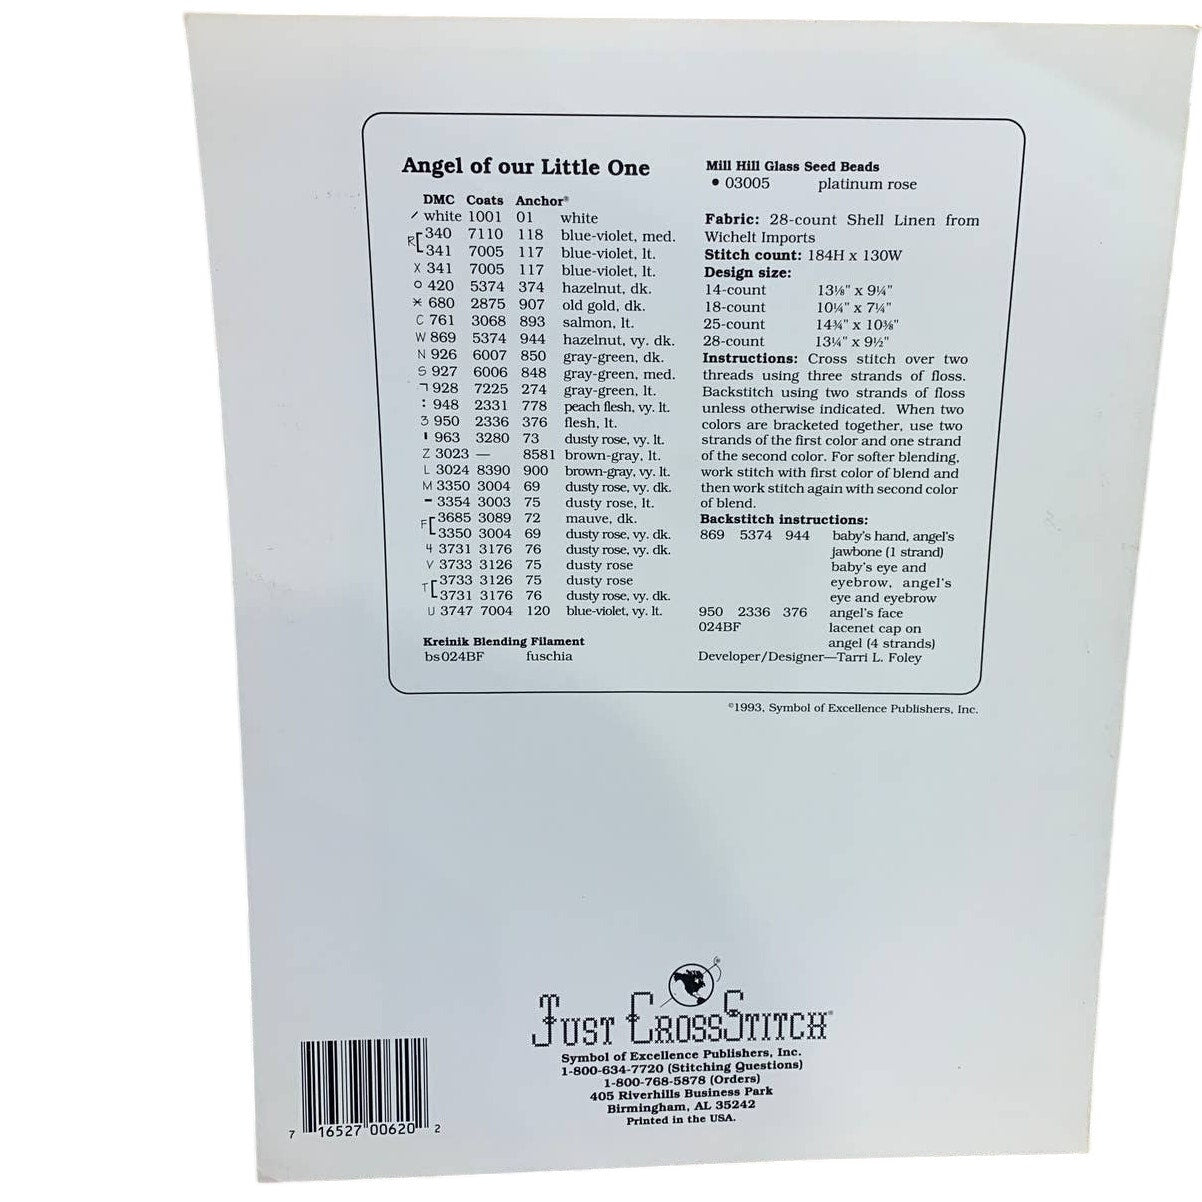 Angel of our Little One
DMC Coats Anchor®
/ white 1001 01 white
R[ 340 7110 118 blue-violet, med.
341 7005 117 blue-violet, lt.
X 341 7005 117 blue-violet, lt.
o 420 5374 374 hazelnut, dk.
* 680 2875 907 old gold, dk.
C 761 3068 893 salmon, lt.
W 869 5374 944 hazelnut, vy. dk.
N 926 6007 850 gray-green, dk.
S 927 6006 848 gray-green, med.
ㄱ 928 7225 274 gray-green, lt.
: 948 2331 778 peach flesh, vy. lt.
3 950 2336 376 flesh, lt.
ı 963 3280 73 dusty rose, vy. lt.
Z 3023 — 8581 brown-gray, lt.
L 3024 8390 900 brown-gray, vy. lt.
M 3350 3004 69 dusty rose, vy. dk.
- 3354 3003 75 dusty rose, lt.
F[ 3685 3089 72 mauve, dk.
3350 3004 69 dusty rose, vy. dk.
4 3731 3176 76 dusty rose, vy. dk.
V 3733 3126 75 dusty rose
T[ 3733 3126 75 dusty rose
3731 3176 76 dusty rose, vy. dk.
U 3747 7004 120 blue-violet, vy. lt.
Kreinik Blending Filament
bs024BF fuschia
Mill Hill Glass Seed Beads
• 03005 platinum rose
Fabric: 28-count Shell Linen from
Wichelt Imports
Stitch count: 184H x 130W
Design size:
14-count 13⅛" x 9¼"
18-count 10¼" x 7¼"
25-count 14¾" x 10⅜"
28-count 13¼" x 9½"
Instructions: Cross stitch over two
threads using three strands of floss.
Backstitch using two strands of floss
unless otherwise indicated. When two
colors are bracketed together, use two
strands of the first color and one strand
of the second color. For softer blending,
work stitch with first color of blend and
then work stitch again with second color
of blend.
Backstitch instructions:
869 5374 944 baby's hand, angel's
jawbone (1 strand)
baby's eye and
eyebrow, angel's
eye and eyebrow
950 2336 376 angel's face
024BF lacenet cap on
angel (4 strands)
Developer/Designer—Tarri L. Foley
©1993, Symbol of Excellence Publishers, Inc.
Just CrossStitch®
Symbol of Excellence Publishers, Inc.
1-800-634-7720 (Stitching Questions)
1-800-768-5878 (Orders)
405 Riverhills Business Park
Birmingham, AL 35242
Printed in the USA.
7 16527 00620 2